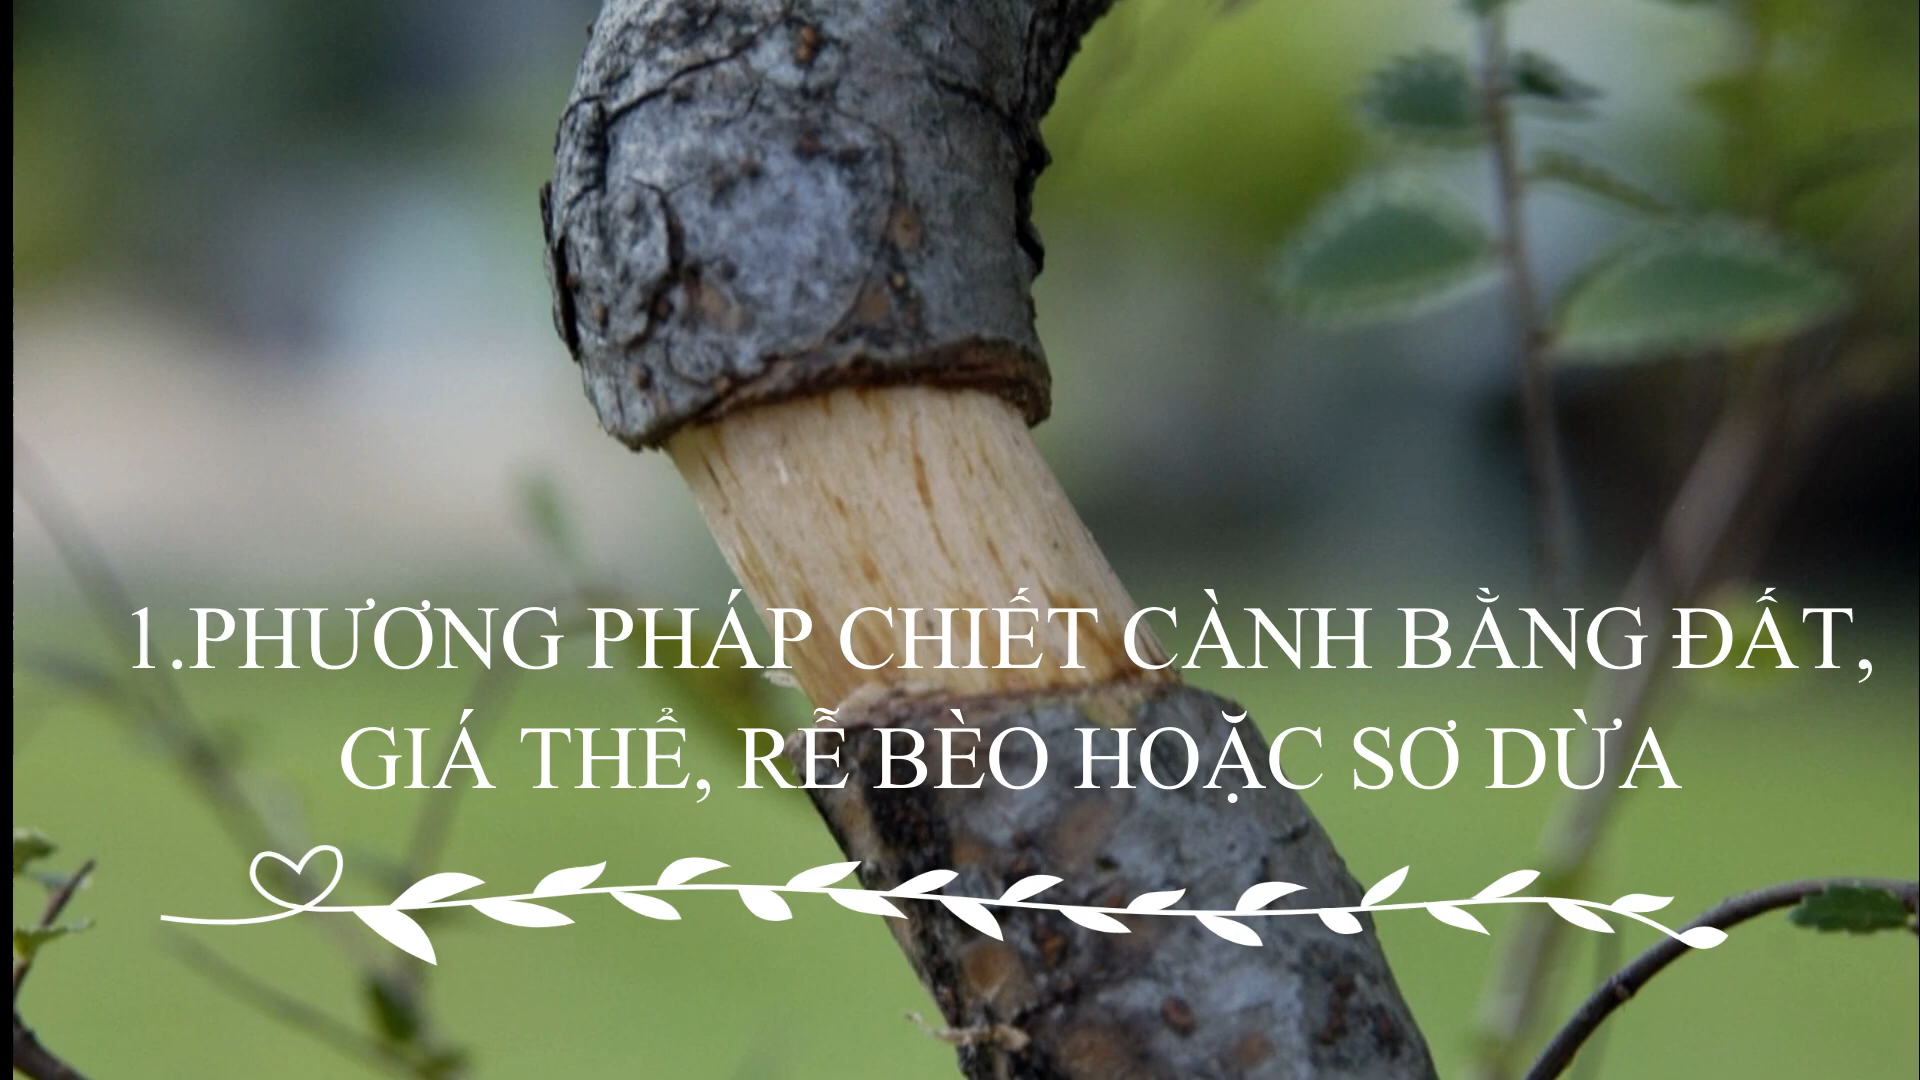 1.PHƯƠNG PHÁP CHIẾT CÀNH BẰNG ĐẤT,
GIÁ THỂ, RỄ BÈO HOẶC SƠ DỪA